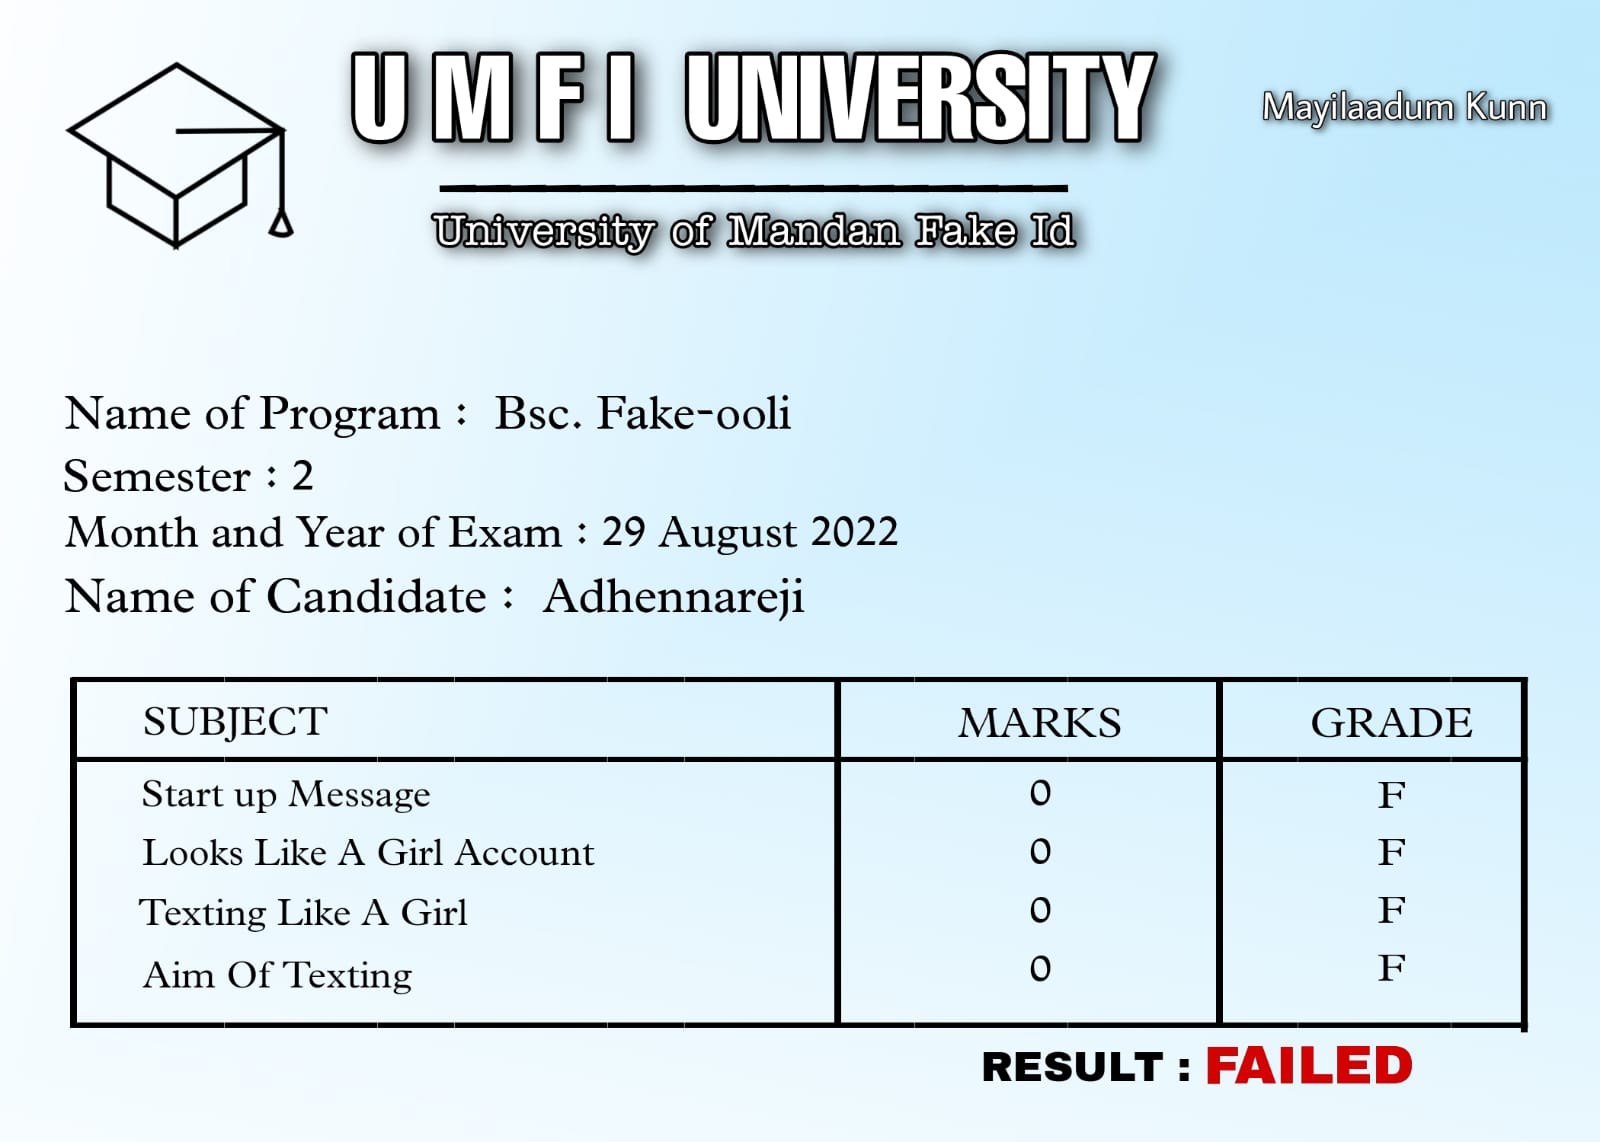 U M F I UNIVERSITY
Mayilaadum Kunn
University of Mandan Fake Id
Name of Program : Bsc. Fake-ooli
Semester : 2
Month and Year of Exam : 29 August 2022
Name of Candidate : Adhennareji
SUBJECT MARKS GRADE
Start up Message 0 F
Looks Like A Girl Account 0 F
Texting Like A Girl 0 F
Aim Of Texting 0 F
RESULT : FAILED